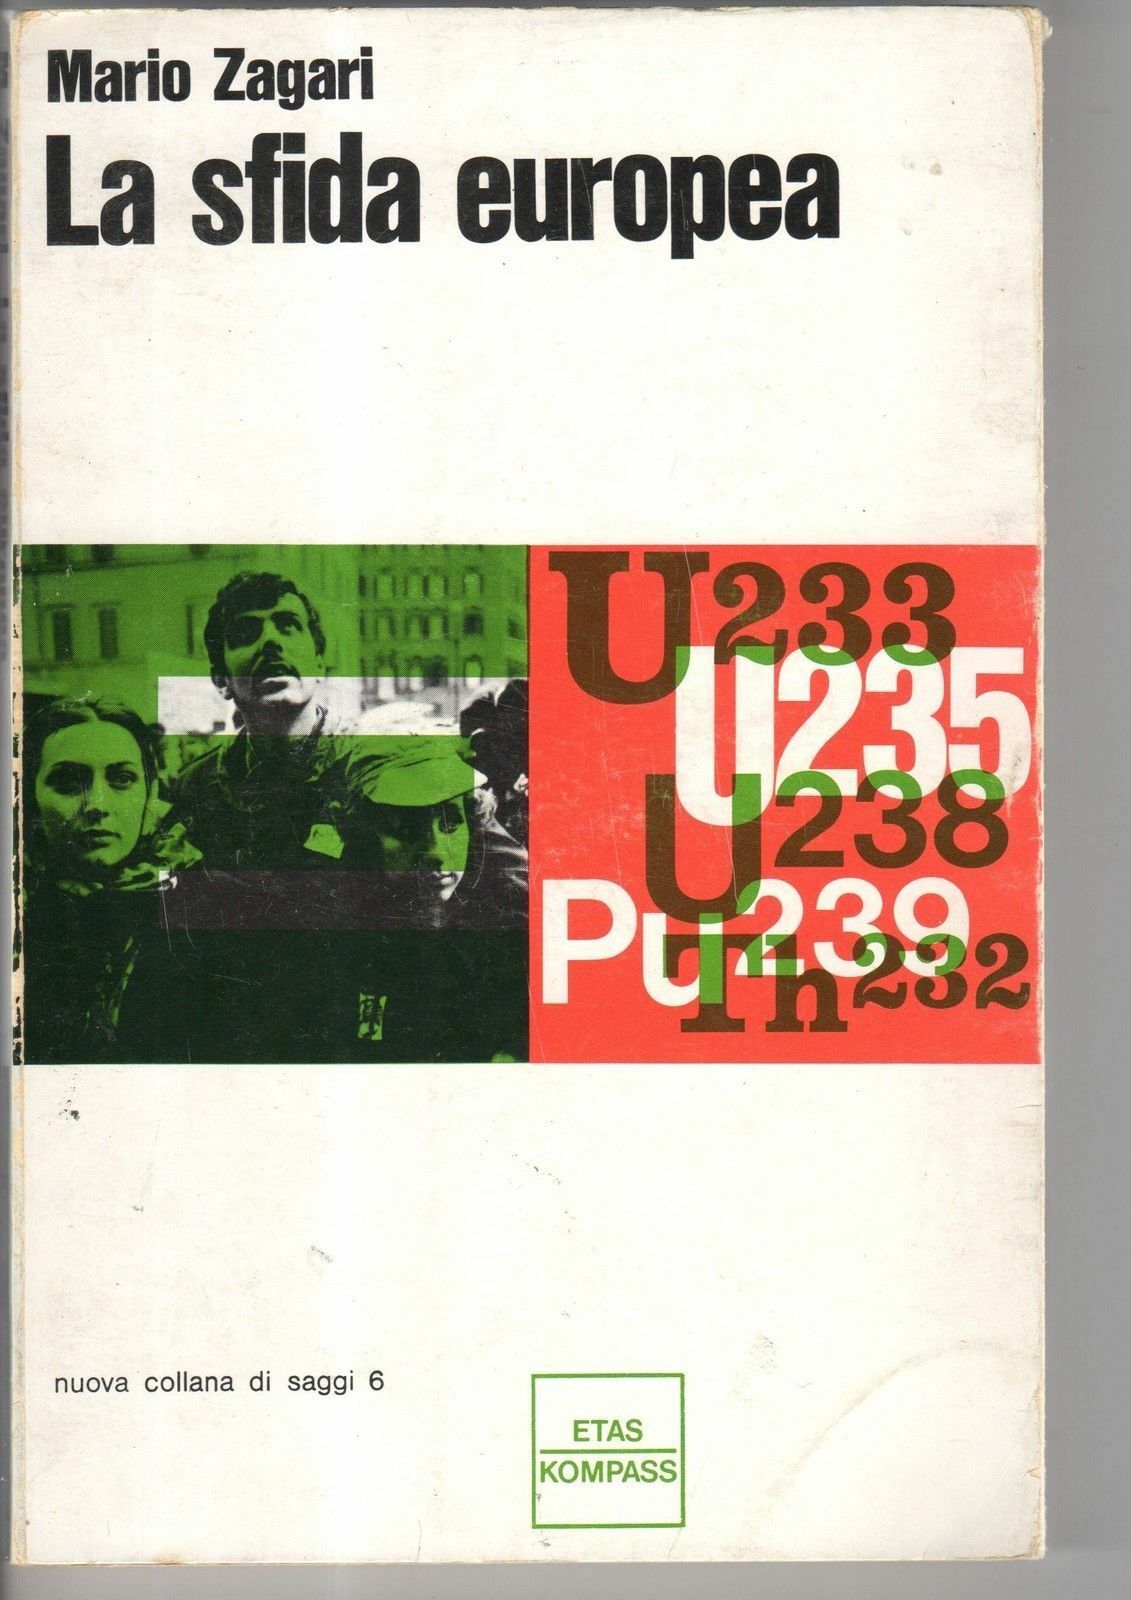 Mario Zagari
La sfida europea
U233
U235
U238
Pu239
Th232
nuova collana di saggi 6
ETAS
KOMPASS